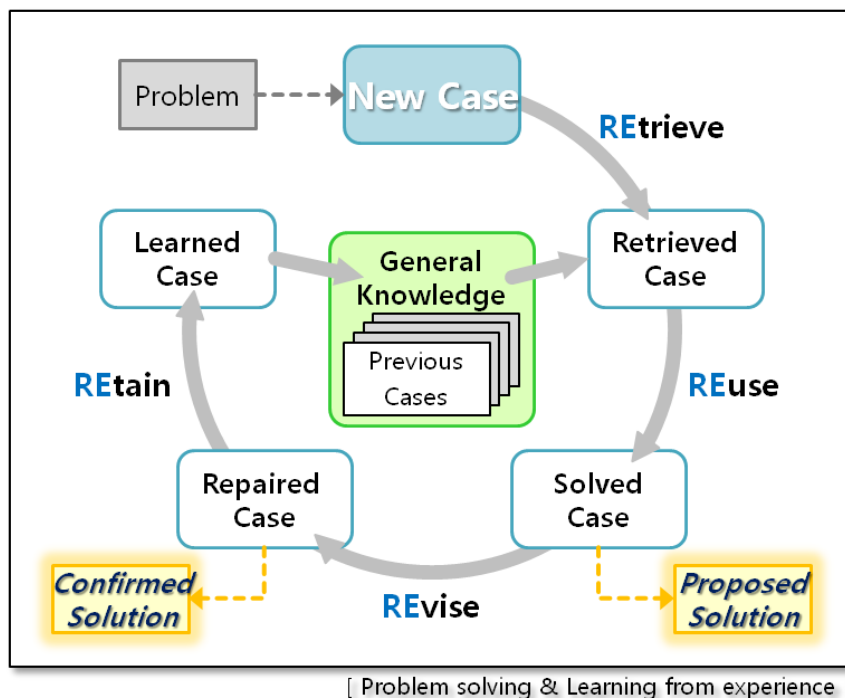 Problem
New Case
REtrieve
Learned
Case
General
Knowledge
Previous
Cases
Retrieved
Case
REtain
REuse
Repaired
Case
Solved
Case
Confirmed
Solution
REvise
Proposed
Solution
[ Problem solving & Learning from experience